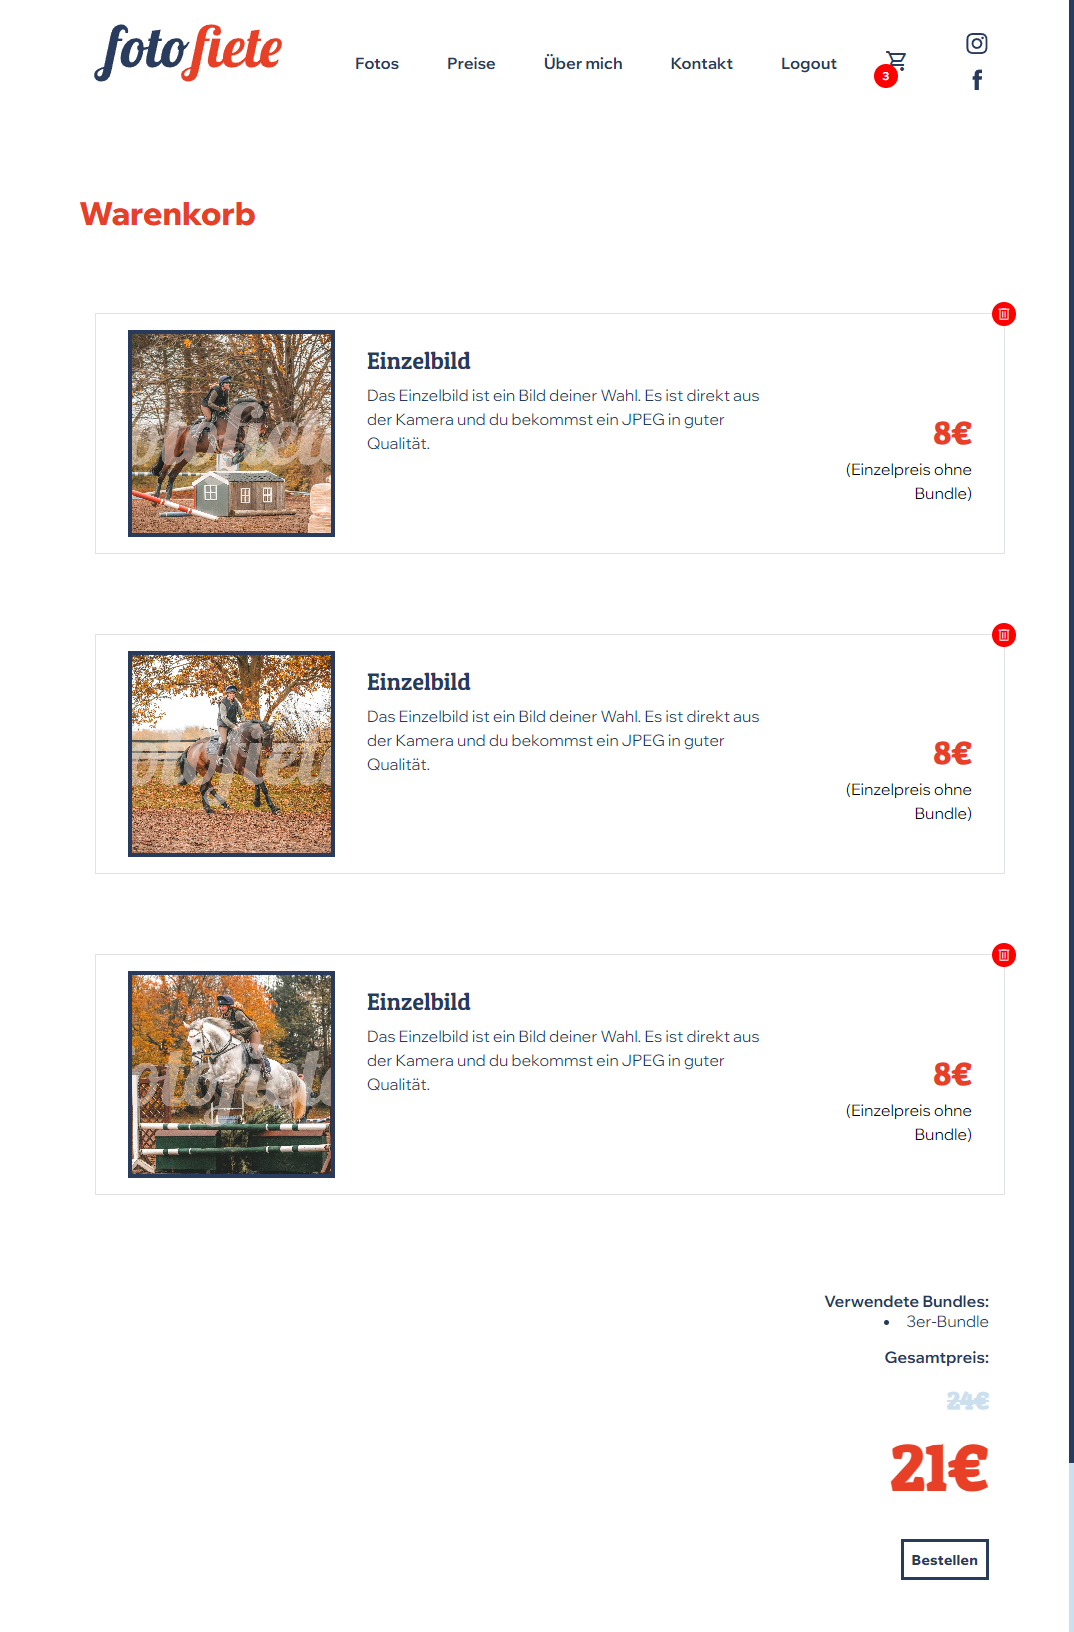 fotofiete
Fotos Preise Über mich Kontakt Logout
3
Warenkorb
Einzelbild
Das Einzelbild ist ein Bild deiner Wahl. Es ist direkt aus
der Kamera und du bekommst ein JPEG in guter
Qualität.
8€
(Einzelpreis ohne
Bundle)
Einzelbild
Das Einzelbild ist ein Bild deiner Wahl. Es ist direkt aus
der Kamera und du bekommst ein JPEG in guter
Qualität.
8€
(Einzelpreis ohne
Bundle)
Einzelbild
Das Einzelbild ist ein Bild deiner Wahl. Es ist direkt aus
der Kamera und du bekommst ein JPEG in guter
Qualität.
8€
(Einzelpreis ohne
Bundle)
Verwendete Bundles:
• 3er-Bundle
Gesamtpreis:
24€
21€
Bestellen